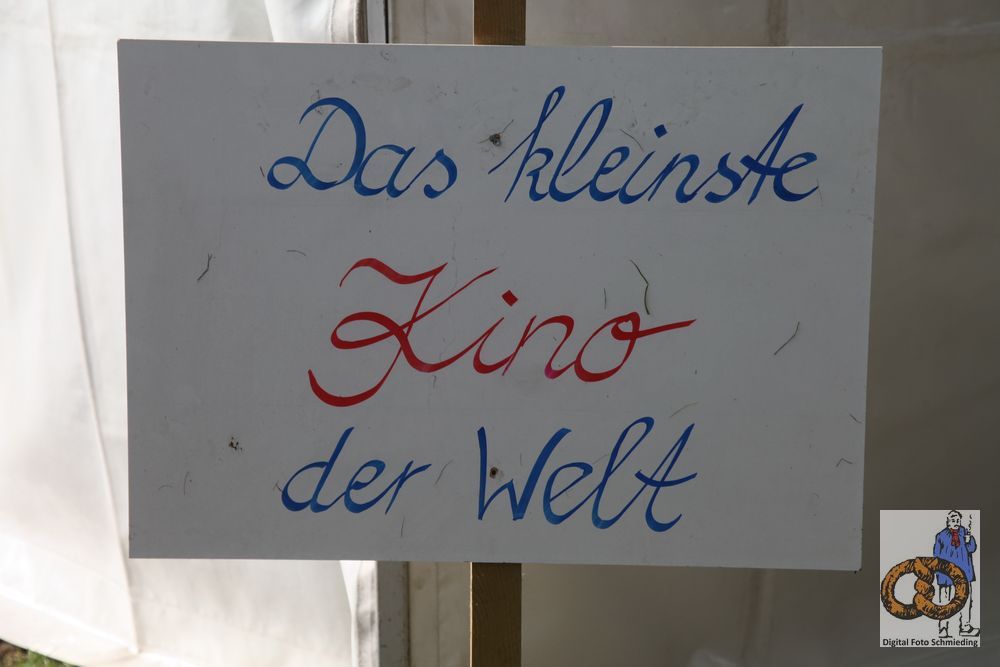 Das kleinste
Kino
der Welt
Digital Foto Schmieding